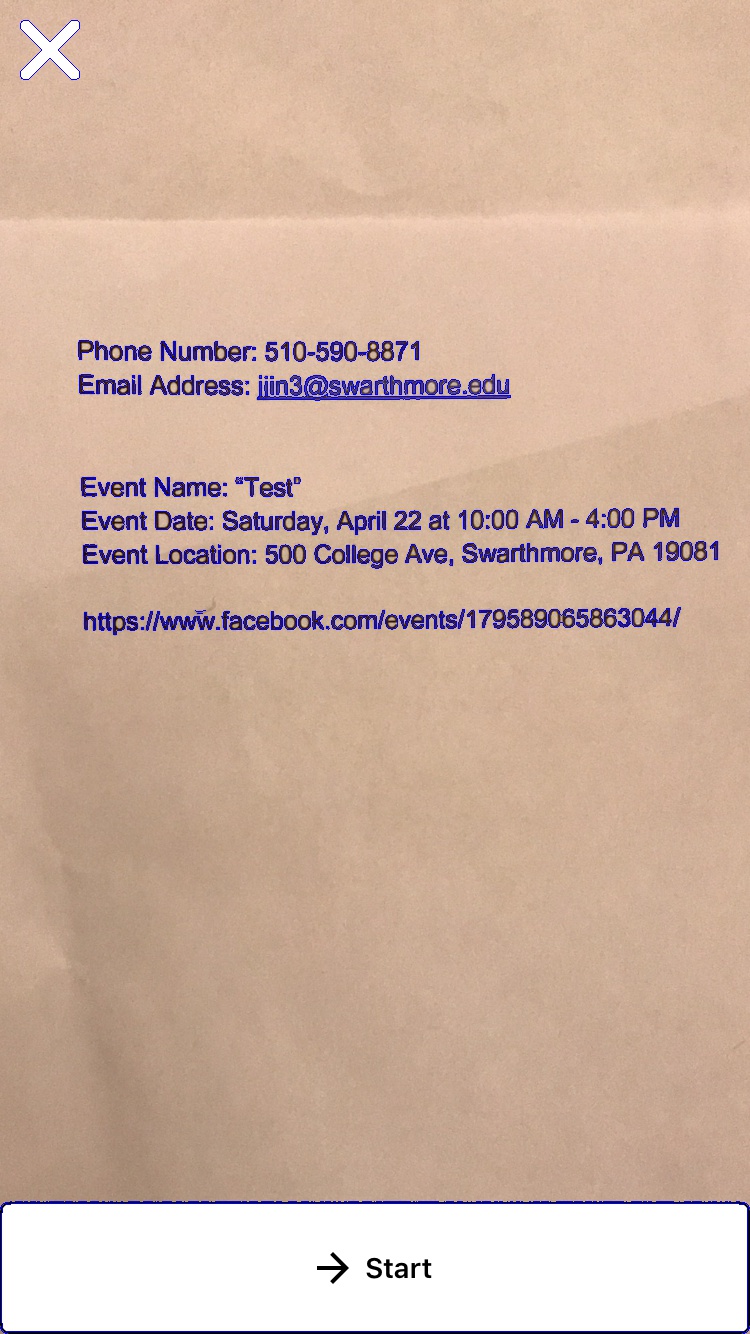 Phone Number: 510-590-8871
Email Address: jjin3@swarthmore.edu
Event Name: "Test"
Event Date: Saturday, April 22 at 10:00 AM - 4:00 PM
Event Location: 500 College Ave, Swarthmore, PA 19081
https://www.facebook.com/events/179589065863044/
Start